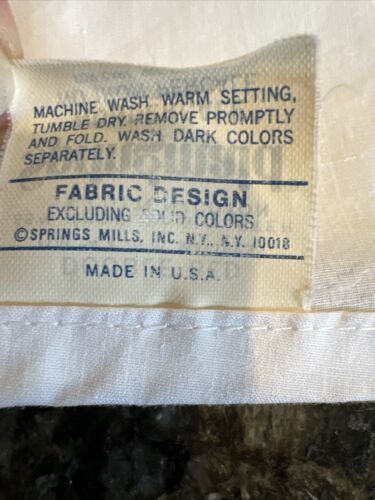 MACHINE WASH WARM SETTING,
TUMBLE DRY. REMOVE PROMPTLY
AND FOLD. WASH DARK COLORS
SEPARATELY.
FABRIC DESIGN
EXCLUDING SOLID COLORS
©SPRINGS MILLS, INC. N.Y., N.Y. 10018
MADE IN U.S.A.